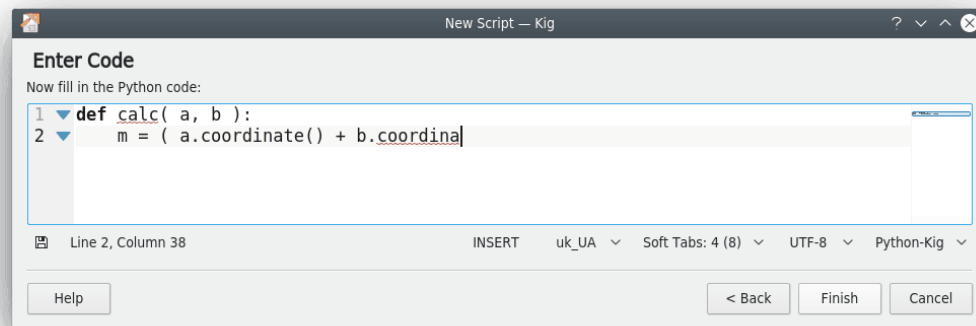 New Script — Kig
Enter Code
Now fill in the Python code:
1 def calc( a, b ):
2 m = ( a.coordinate() + b.coordina
Line 2, Column 38 INSERT uk_UA Soft Tabs: 4 (8) UTF-8 Python-Kig
Help < Back Finish Cancel